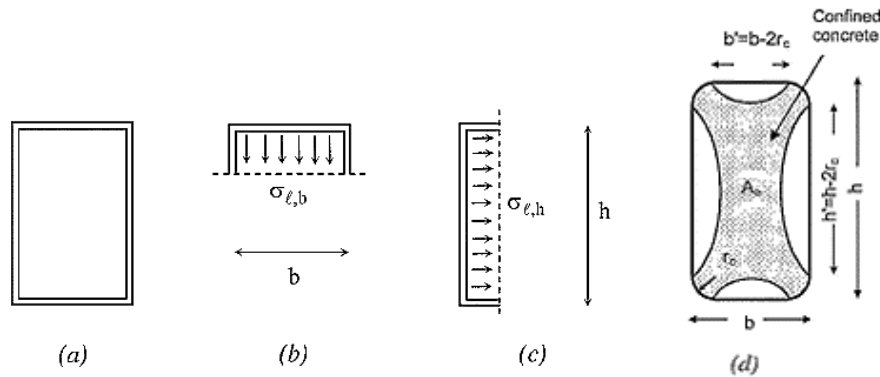 (a)
σℓ,b
b
(b)
σℓ,h
h
(c)
Confined
concrete
b'=b-2rc
Ae
h'=h-2rc
h
rc
b
(d)